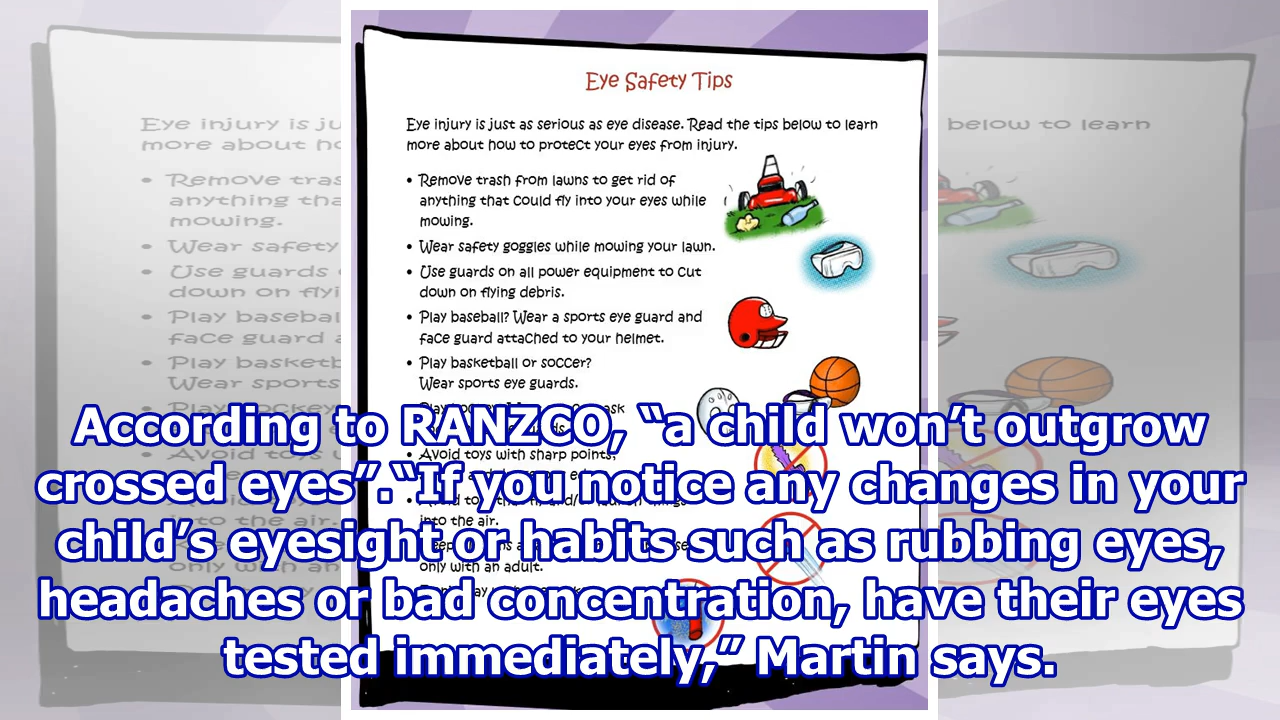 Eye Safety Tips
Eye injury is just as serious as eye disease. Read the tips below to learn
more about how to protect your eyes from injury.
• Remove trash from lawns to get rid of
anything that could fly into your eyes while
mowing.
• Wear safety goggles while mowing your lawn.
• Use guards on all power equipment to cut
down on flying debris.
• Play baseball? Wear a sports eye guard and
face guard attached to your helmet.
• Play basketball or soccer?
Wear sports eye guards.
• Avoid toys with sharp points,
into the air.
only with an adult.
According to RANZCO, “a child won’t outgrow
crossed eyes”.“If you notice any changes in your
child’s eyesight or habits such as rubbing eyes,
headaches or bad concentration, have their eyes
tested immediately,” Martin says.